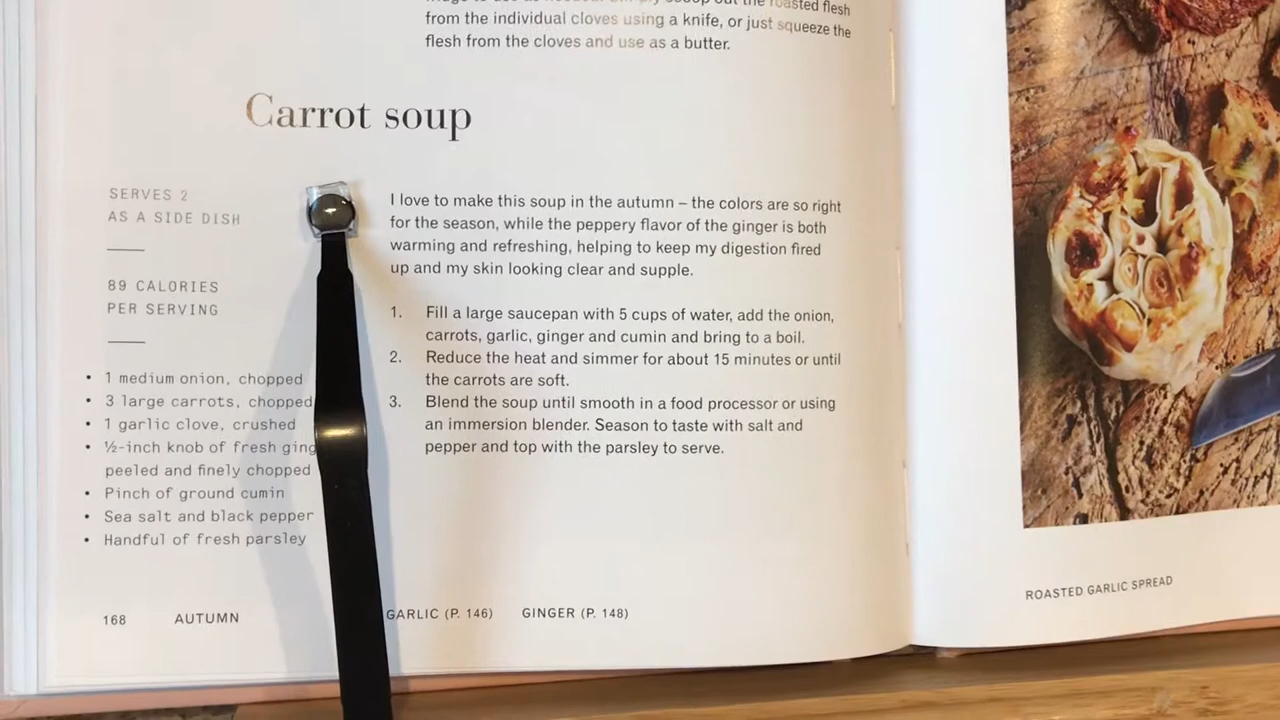 from the individual cloves using a knife, or just squeeze the
flesh from the cloves and use as a butter.
Carrot soup
SERVES 2
AS A SIDE DISH
89 CALORIES
PER SERVING
• 1 medium onion, chopped
• 3 large carrots, chopped
• 1 garlic clove, crushed
• ½-inch knob of fresh ging
peeled and finely chopped
• Pinch of ground cumin
• Sea salt and black pepper
• Handful of fresh parsley
I love to make this soup in the autumn – the colors are so right
for the season, while the peppery flavor of the ginger is both
warming and refreshing, helping to keep my digestion fired
up and my skin looking clear and supple.
1. Fill a large saucepan with 5 cups of water, add the onion,
carrots, garlic, ginger and cumin and bring to a boil.
2. Reduce the heat and simmer for about 15 minutes or until
the carrots are soft.
3. Blend the soup until smooth in a food processor or using
an immersion blender. Season to taste with salt and
pepper and top with the parsley to serve.
168 AUTUMN GARLIC (P. 146) GINGER (P. 148)
ROASTED GARLIC SPREAD